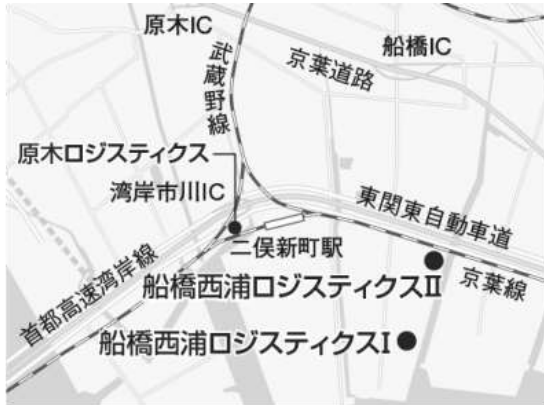 原木IC
船橋IC
武蔵野線
京葉道路
原木ロジスティクス
湾岸市川IC
東関東自動車道
二俣新町駅
首都高速湾岸線
船橋西浦ロジスティクスII
京葉線
船橋西浦ロジスティクスI